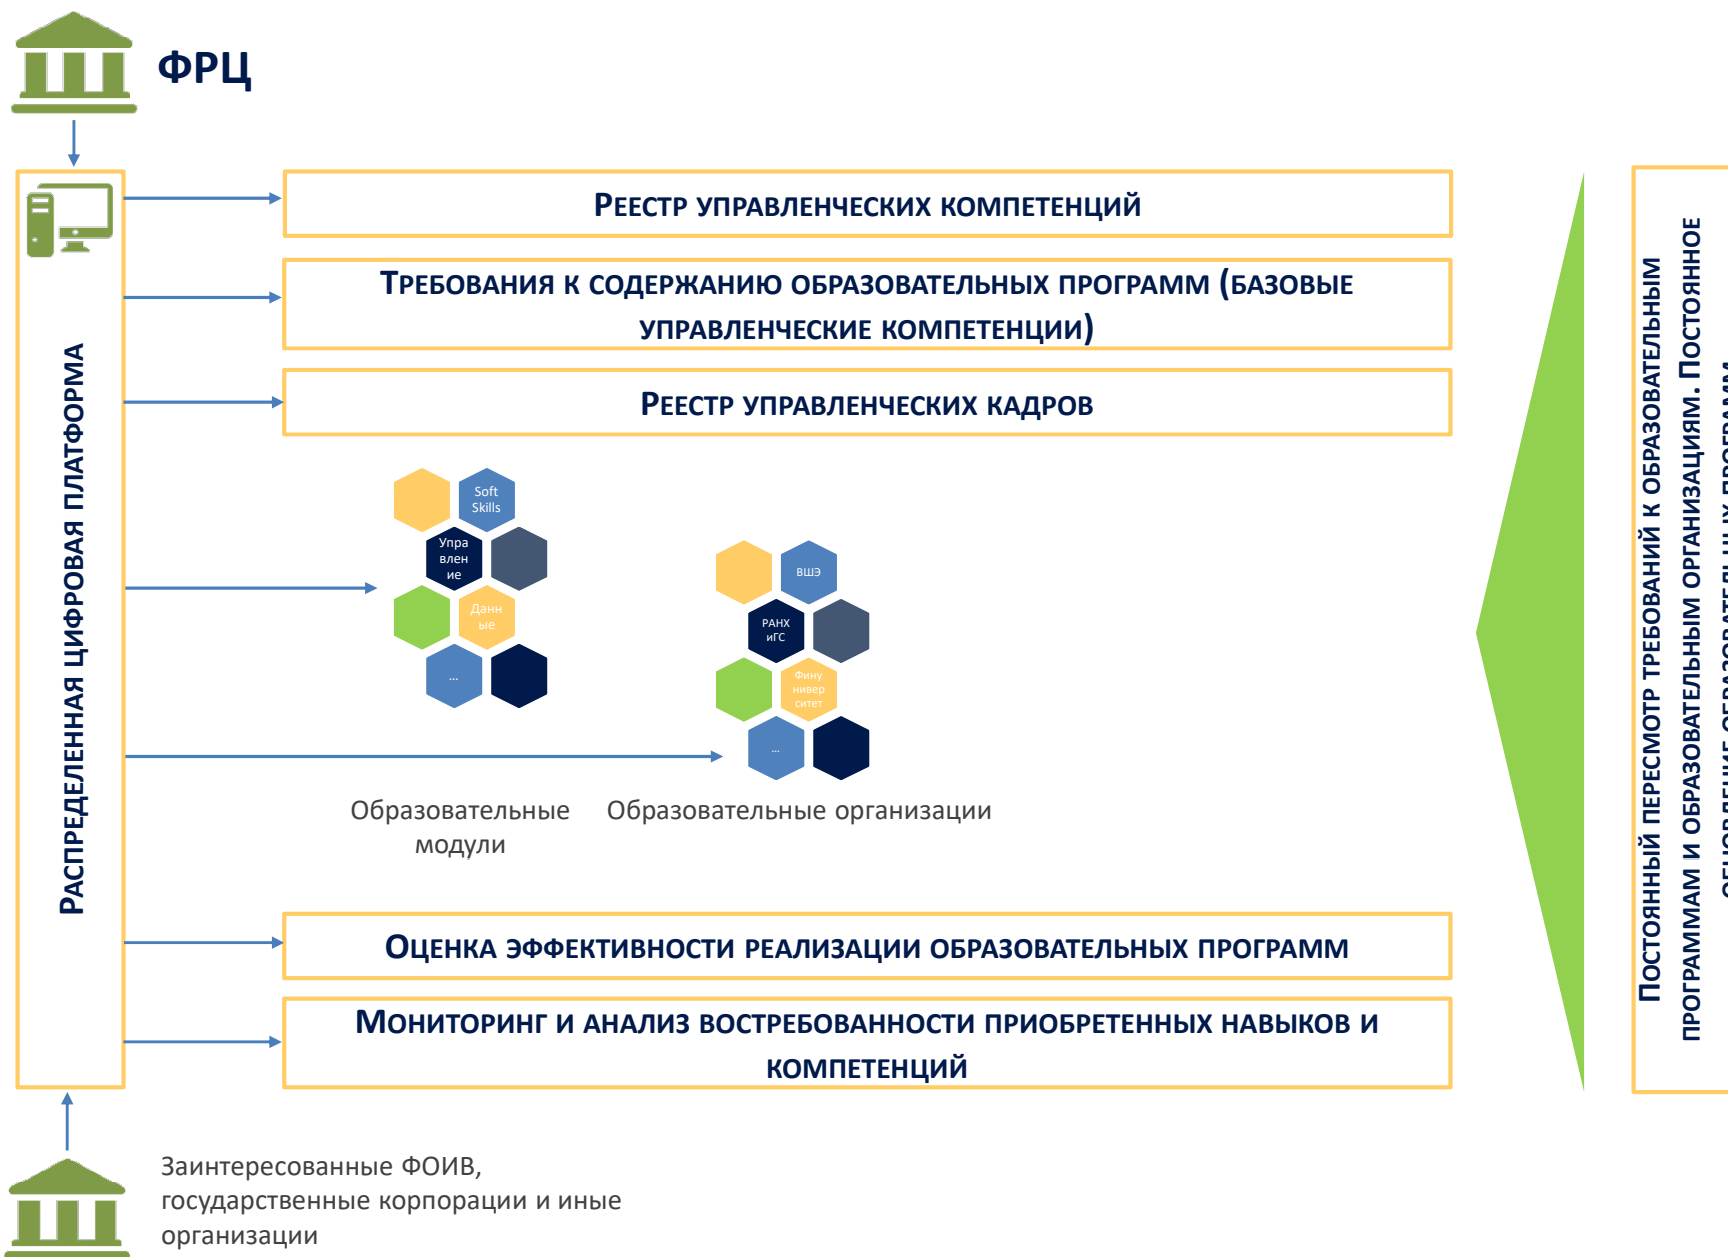 ФРЦ
РЕЕСТР УПРАВЛЕНЧЕСКИХ КОМПЕТЕНЦИЙ
ТРЕБОВАНИЯ К СОДЕРЖАНИЮ ОБРАЗОВАТЕЛЬНЫХ ПРОГРАММ (БАЗОВЫЕ
УПРАВЛЕНЧЕСКИЕ КОМПЕТЕНЦИИ)
РЕЕСТР УПРАВЛЕНЧЕСКИХ КАДРОВ
РАСПРЕДЕЛЕННАЯ ЦИФРОВАЯ ПЛАТФОРМА
Soft
Skills
Упра
влен
ие
Данн
ые
...
ВШЭ
РАНХ
иГС
Фину
нивер
ситет
...
Образовательные
модули
Образовательные организации
ОЦЕНКА ЭФФЕКТИВНОСТИ РЕАЛИЗАЦИИ ОБРАЗОВАТЕЛЬНЫХ ПРОГРАММ
МОНИТОРИНГ И АНАЛИЗ ВОСТРЕБОВАННОСТИ ПРИОБРЕТЕННЫХ НАВЫКОВ И
КОМПЕТЕНЦИЙ
ПОСТОЯННЫЙ ПЕРЕСМОТР ТРЕБОВАНИЙ К ОБРАЗОВАТЕЛЬНЫМ
ПРОГРАММАМ И ОБРАЗОВАТЕЛЬНЫМ ОРГАНИЗАЦИЯМ. ПОСТОЯННОЕ
ОБНОВЛЕНИЕ ОБРАЗОВАТЕЛЬНЫХ ПРОГРАММ
Заинтересованные ФОИВ,
государственные корпорации и иные
организации